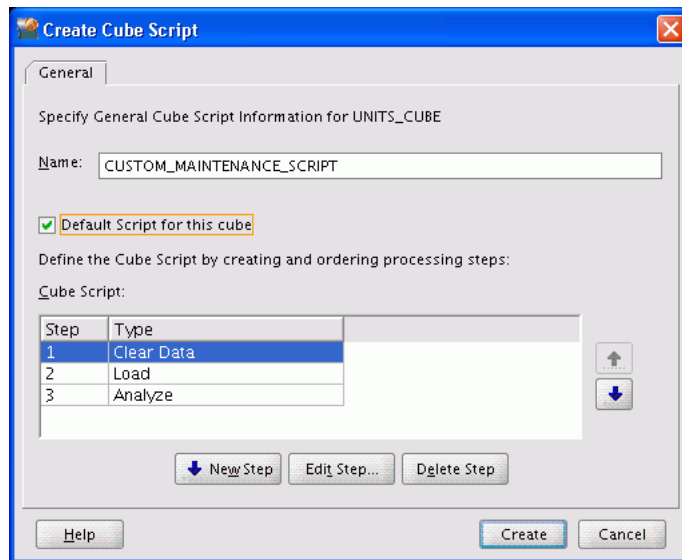 Create Cube Script
General
Specify General Cube Script Information for UNITS_CUBE
Name: CUSTOM_MAINTENANCE_SCRIPT
Default Script for this cube
Define the Cube Script by creating and ordering processing steps:
Cube Script:
Step Type
1 Clear Data
2 Load
3 Analyze
New Step Edit Step... Delete Step
Help Create Cancel